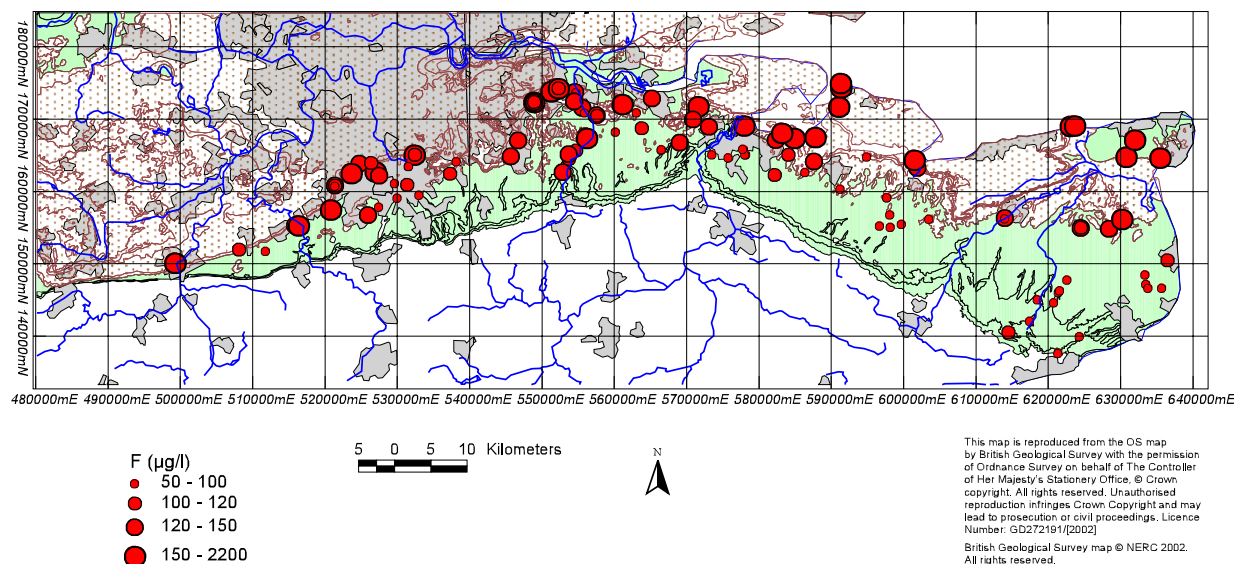 180000mN
170000mN
160000mN
150000mN
140000mN
480000mE 490000mE 500000mE 510000mE 520000mE 530000mE 540000mE 550000mE 560000mE 570000mE 580000mE 590000mE 600000mE 610000mE 620000mE 630000mE 640000mE
F (µg/l)
50 - 100
100 - 120
120 - 150
150 - 2200
5 0 5 10 Kilometers
N
This map is reproduced from the OS map
by British Geological Survey with the permission
of Ordnance Survey on behalf of The Controller
of Her Majesty's Stationery Office, © Crown
copyright. All rights reserved. Unauthorised
reproduction infringes Crown Copyright and may
lead to prosecution or civil proceedings. Licence
Number: GD272191/[2002]
British Geological Survey map © NERC 2002.
All rights reserved.